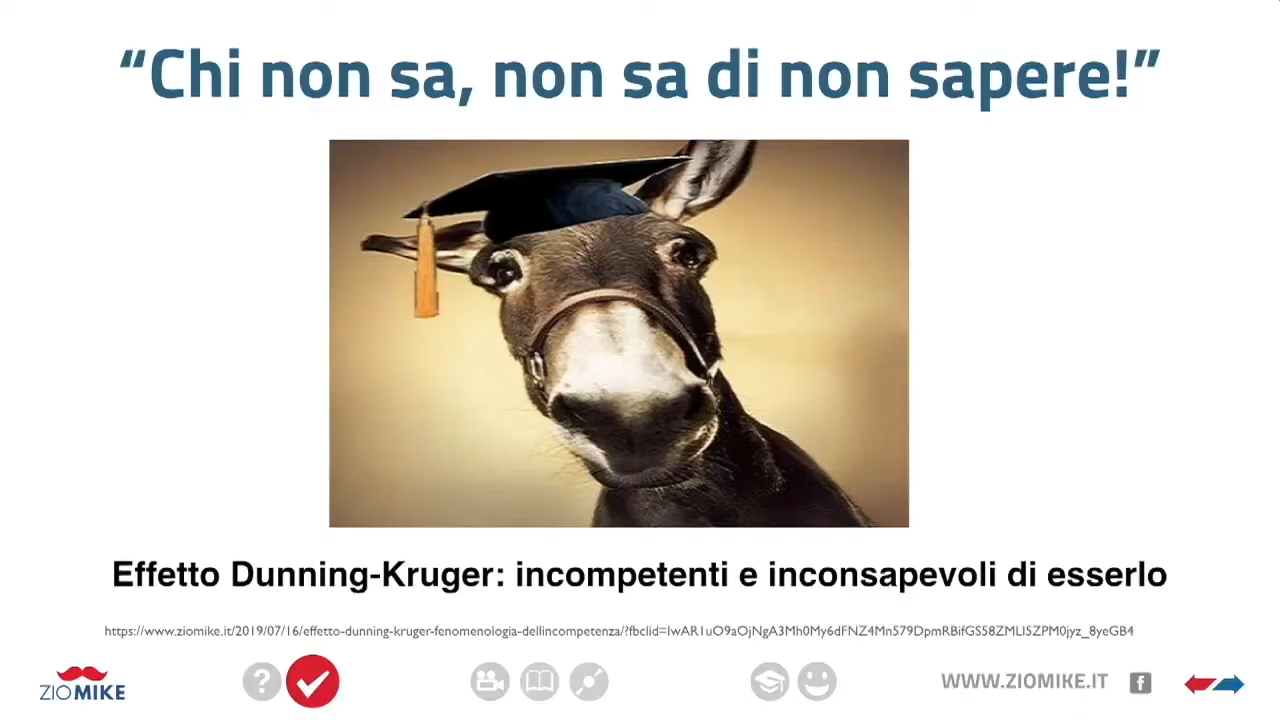 “Chi non sa, non sa di non sapere!”
Effetto Dunning-Kruger: incompetenti e inconsapevoli di esserlo
https://www.ziomike.it/2019/07/16/effetto-dunning-kruger-fenomenologia-dellincompetenza/?fbclid=IwAR1uO9aOjNgA3Mh0My6dFNZ4Mn579DpmRBifGS58ZMLI5ZPM0jyz_8yeGB4
ZIOMIKE
?
WWW.ZIOMIKE.IT f